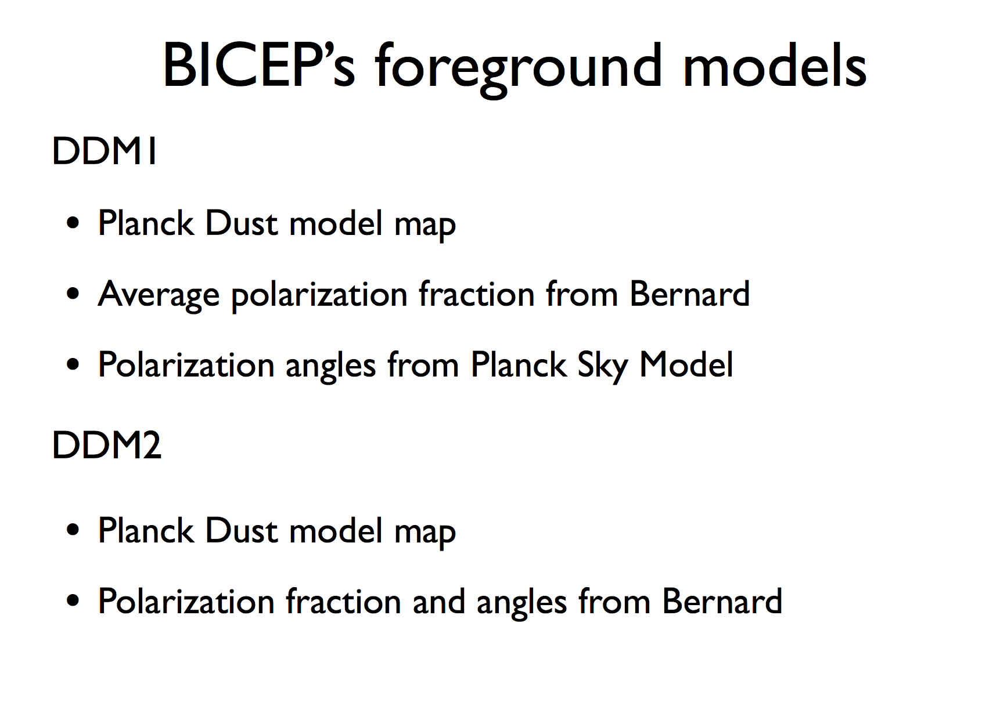 BICEP’s foreground models
DDM1
• Planck Dust model map
• Average polarization fraction from Bernard
• Polarization angles from Planck Sky Model
DDM2
• Planck Dust model map
• Polarization fraction and angles from Bernard